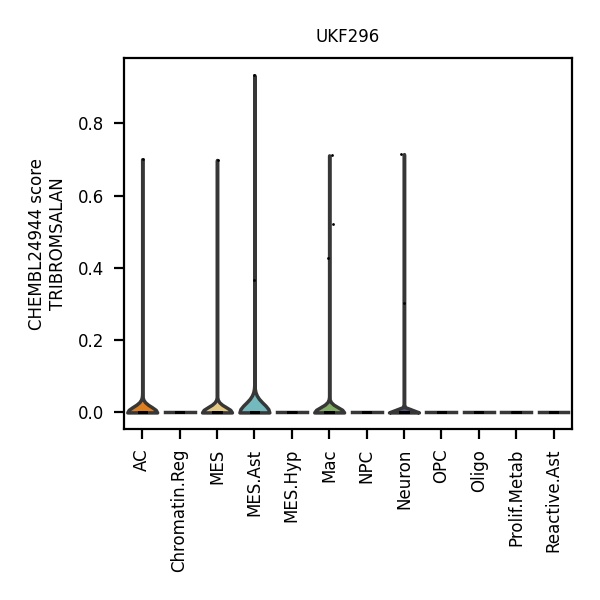 UKF296
CHEMBL24944 score
TRIBROMSALAN
0.8
0.6
0.4
0.2
0.0
AC
Chromatin.Reg
MES
MES.Ast
MES.Hyp
Mac
NPC
Neuron
OPC
Oligo
Prolif.Metab
Reactive.Ast